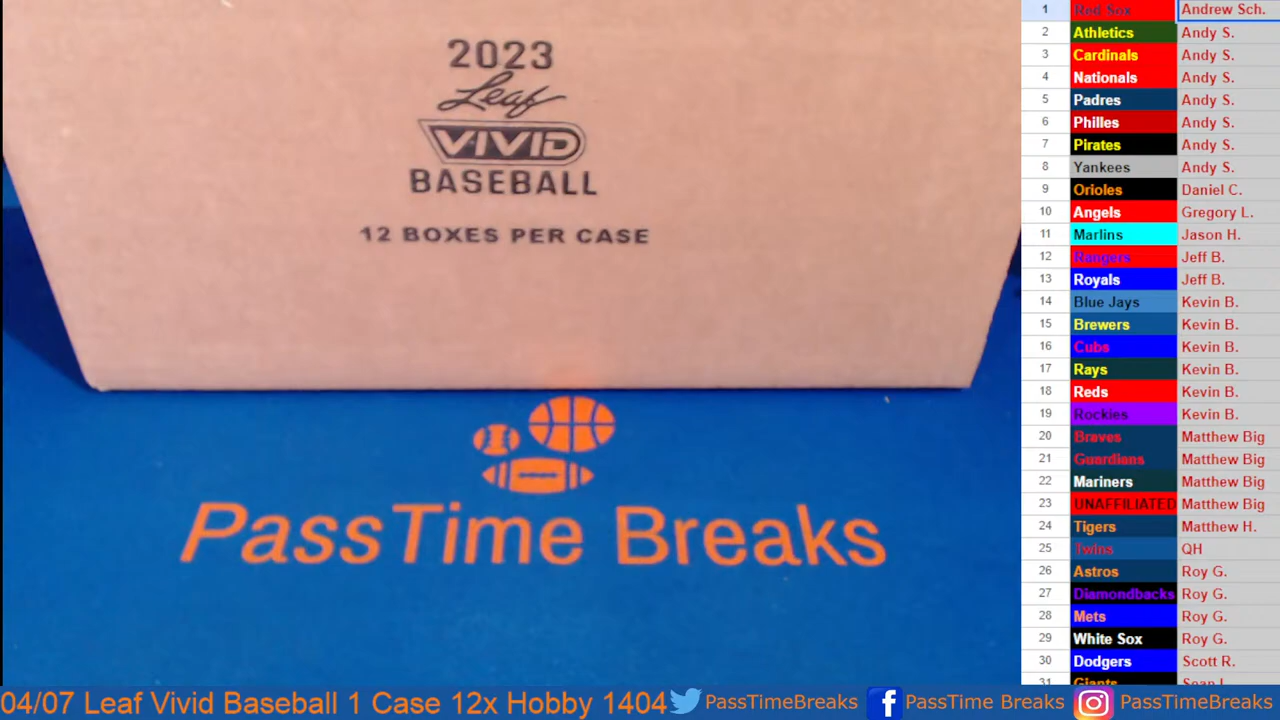 2023
Leaf
VIVID
BASEBALL
12 BOXES PER CASE
PassTime Breaks
1 Red Sox Andrew Sch.
2 Athletics Andy S.
3 Cardinals Andy S.
4 Nationals Andy S.
5 Padres Andy S.
6 Philles Andy S.
7 Pirates Andy S.
8 Yankees Andy S.
9 Orioles Daniel C.
10 Angels Gregory L.
11 Marlins Jason H.
12 Rangers Jeff B.
13 Royals Jeff B.
14 Blue Jays Kevin B.
15 Brewers Kevin B.
16 Cubs Kevin B.
17 Rays Kevin B.
18 Reds Kevin B.
19 Rockies Kevin B.
20 Braves Matthew Big
21 Guardians Matthew Big
22 Mariners Matthew Big
23 UNAFFILIATED Matthew Big
24 Tigers Matthew H.
25 Twins QH
26 Astros Roy G.
27 Diamondbacks Roy G.
28 Mets Roy G.
29 White Sox Roy G.
30 Dodgers Scott R.
31 Giants
04/07 Leaf Vivid Baseball 1 Case 12x Hobby 1404 PassTimeBreaks PassTime Breaks PassTimeBreaks